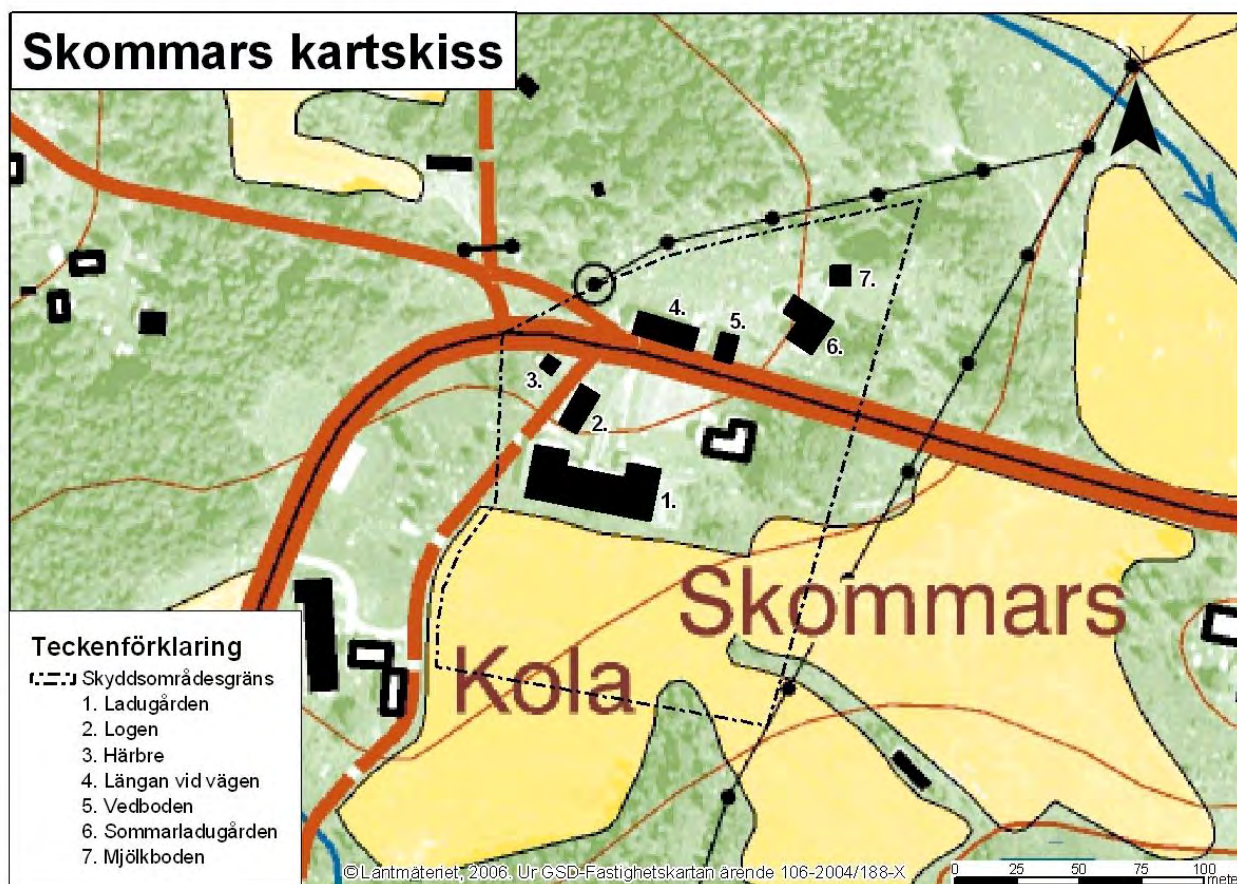 Skommars kartskiss
N
7.
4.
5.
6.
3.
2.
1.
Skommars
Kola
Teckenförklaring
Skyddsområdesgräns
1. Ladugården
2. Logen
3. Härbre
4. Längan vid vägen
5. Vedboden
6. Sommarladugården
7. Mjölkboden
© Lantmäteriet, 2006. Ur GSD-Fastighetskartan ärende 106-2004/188-X
0 25 50 100